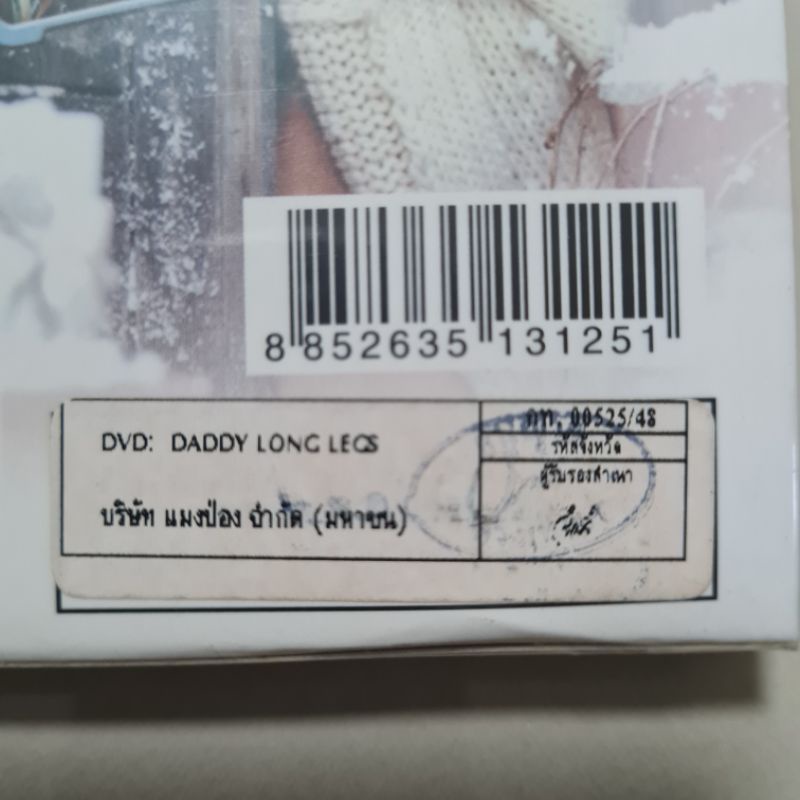 8 852635 131251
DVD: DADDY LONG LEGS
บริษัท แมงป่อง จำกัด (มหาชน)
กท. 00525/48
รหัสจังหวัด
ผู้รับรองสำเนา